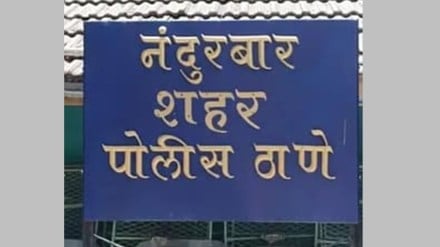 नंदुरबार
शहर
पोलीस ठाणे